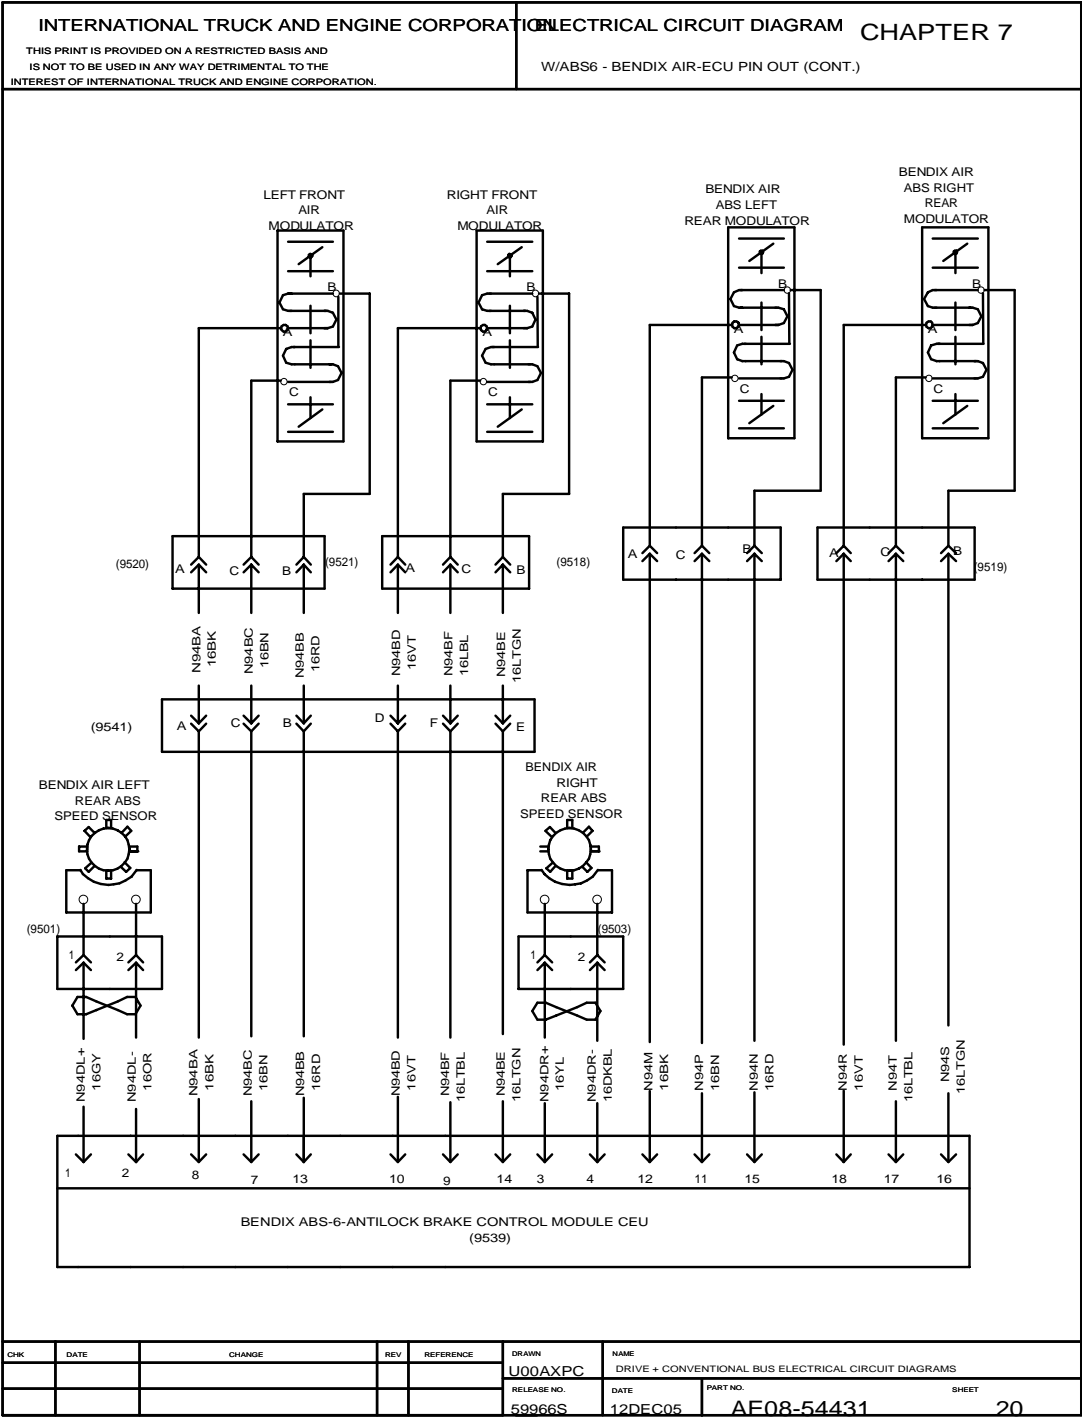 INTERNATIONAL TRUCK AND ENGINE CORPORATION
THIS PRINT IS PROVIDED ON A RESTRICTED BASIS AND
IS NOT TO BE USED IN ANY WAY DETRIMENTAL TO THE
INTEREST OF INTERNATIONAL TRUCK AND ENGINE CORPORATION.
ELECTRICAL CIRCUIT DIAGRAM
CHAPTER 7
W/ABS6 - BENDIX AIR-ECU PIN OUT (CONT.)
LEFT FRONT
AIR
MODULATOR
RIGHT FRONT
AIR
MODULATOR
BENDIX AIR
ABS LEFT
REAR MODULATOR
BENDIX AIR
ABS RIGHT
REAR
MODULATOR
B
A
C
B
A
C
B
A
C
B
A
C
(9520)
A
C
B
(9521)
A
C
B
(9518)
A
C
B
A
C
B
(9519)
N94BA
16BK
N94BC
16BN
N94BB
16RD
N94BD
16VT
N94BF
16LBL
N94BE
16LTGN
(9541)
A
C
B
D
F
E
BENDIX AIR LEFT
REAR ABS
SPEED SENSOR
BENDIX AIR
RIGHT
REAR ABS
SPEED SENSOR
(9501)
1
2
(9503)
1
2
N94DL+
16GY
N94DL-
16OR
N94BA
16BK
N94BC
16BN
N94BB
16RD
N94BD
16VT
N94BF
16LTBL
N94BE
16LTGN
N94DR+
16YL
N94DR-
16DKBL
N94M
16BK
N94P
16BN
N94N
16RD
N94R
16VT
N94T
16LTBL
N94S
16LTGN
1
2
8
7
13
10
9
14
3
4
12
11
15
18
17
16
BENDIX ABS-6-ANTILOCK BRAKE CONTROL MODULE CEU
(9539)
CHK
DATE
CHANGE
REV
REFERENCE
DRAWN
U00AXPC
NAME
DRIVE + CONVENTIONAL BUS ELECTRICAL CIRCUIT DIAGRAMS
RELEASE NO.
59966S
DATE
12DEC05
PART NO.
AE08-54431
SHEET
20